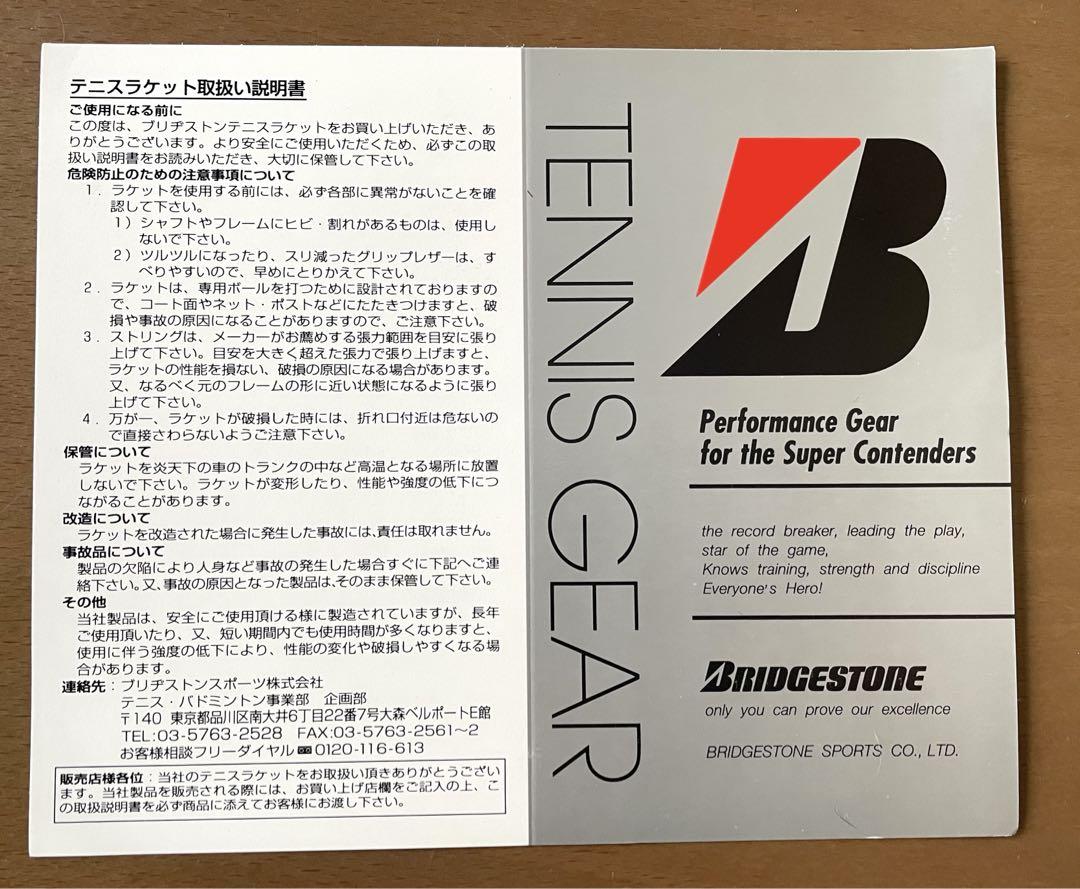 テニスラケット取扱い説明書
ご使用になる前に
この度は、ブリヂストンテニスラケットをお買い上げいただき、あ
りがとうございます。より安全にご使用いただくため、必ずこの取
扱い説明書をお読みいただき、大切に保管して下さい。
危険防止のための注意事項について
1．ラケットを使用する前には、必ず各部に異常がないことを確
認して下さい。
1）シャフトやフレームにヒビ・割れがあるものは、使用し
ないで下さい。
2）ツルツルになったり、スリ減ったグリップレザーは、す
べりやすいので、早めにとりかえて下さい。
2．ラケットは、専用ボールを打つために設計されておりますの
で、コート面やネット・ポストなどにたたきつけますと、破
損や事故の原因になることがありますので、ご注意下さい。
3．ストリングは、メーカーがお薦めする張力範囲を目安に張り
上げて下さい。目安を大きく超えた張力で張り上げますと、
ラケットの性能を損ない、破損の原因になる場合があります。
又、なるべく元のフレームの形に近い状態になるように張り
上げて下さい。
4．万が一、ラケットが破損した時には、折れ口付近は危ないの
で直接さわらないようご注意下さい。
保管について
ラケットを炎天下の車のトランクの中など高温となる場所に放置
しないで下さい。ラケットが変形したり、性能や強度の低下につ
ながることがあります。
改造について
ラケットを改造された場合に発生した事故には、責任は取れません。
事故品について
製品の欠陥により人身など事故の発生した場合すぐに下記へご連
絡下さい。又、事故の原因となった製品は、そのまま保管して下さい。
その他
当社製品は、安全にご使用頂ける様に製造されていますが、長年
ご使用頂いたり、又、短い期間内でも使用時間が多くなりますと、
使用に伴う強度の低下により、性能の変化や破損しやすくなる場
合があります。
連絡先：ブリヂストンスポーツ株式会社
テニス・バドミントン事業部 企画部
〒140 東京都品川区南大井6丁目22番7号大森ベルポートE館
TEL:03-5763-2528 FAX:03-5763-2561~2
お客様相談フリーダイヤル 0120-116-613
販売店様各位：当社のテニスラケットをお取扱い頂きありがとうござい
ます。当社製品を販売される際には、お買い上げ店欄をご記入の上、こ
の取扱説明書を必ず商品に添えてお客様にお渡し下さい。
TENNIS GEAR
B
Performance Gear
for the Super Contenders
the record breaker, leading the play,
star of the game,
Knows training, strength and discipline
Everyone's Hero!
BRIDGESTONE
only you can prove our excellence
BRIDGESTONE SPORTS CO., LTD.